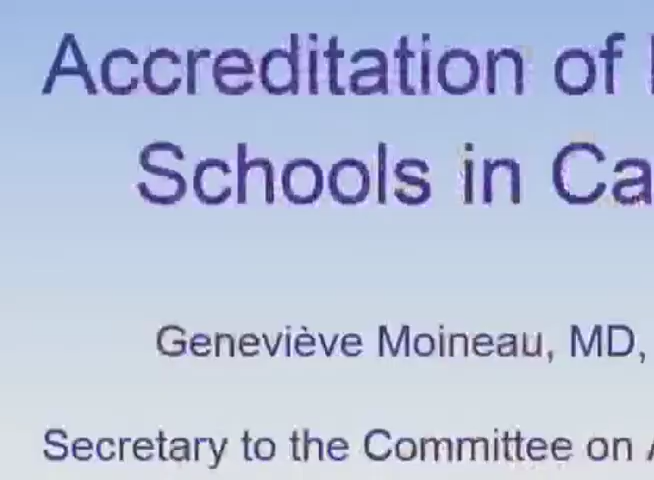 Accreditation of
Schools in Ca
Geneviève Moineau, MD,
Secretary to the Committee on A